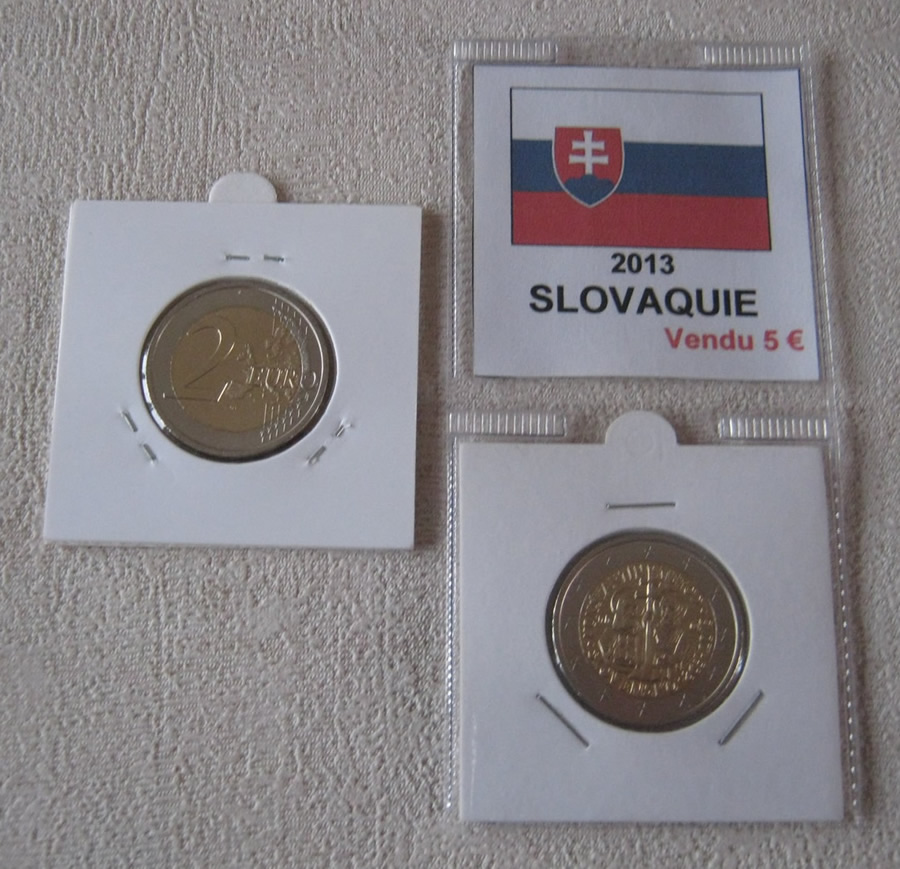 2013
SLOVAQUIE
Vendu 5 €
2 EURO